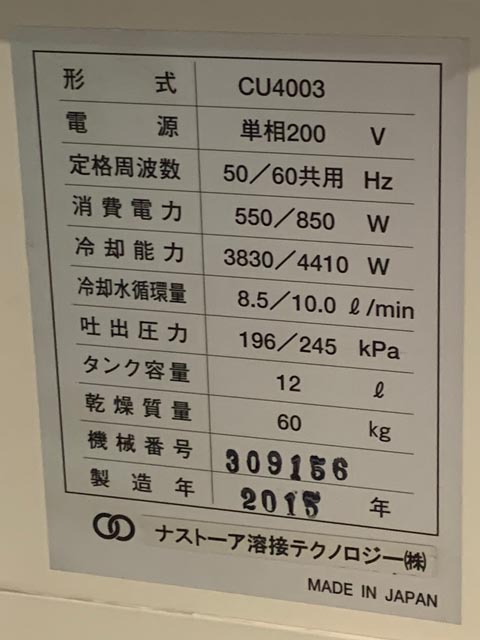 形式 CU4003
電源 単相200 V
定格周波数 50/60共用 Hz
消費電力 550/850 W
冷却能力 3830/4410 W
冷却水循環量 8.5/10.0 ℓ/min
吐出圧力 196/245 kPa
タンク容量 12 ℓ
乾燥質量 60 kg
機械番号 309156
製造年 2015 年
ナストーア溶接テクノロジー㈱
MADE IN JAPAN